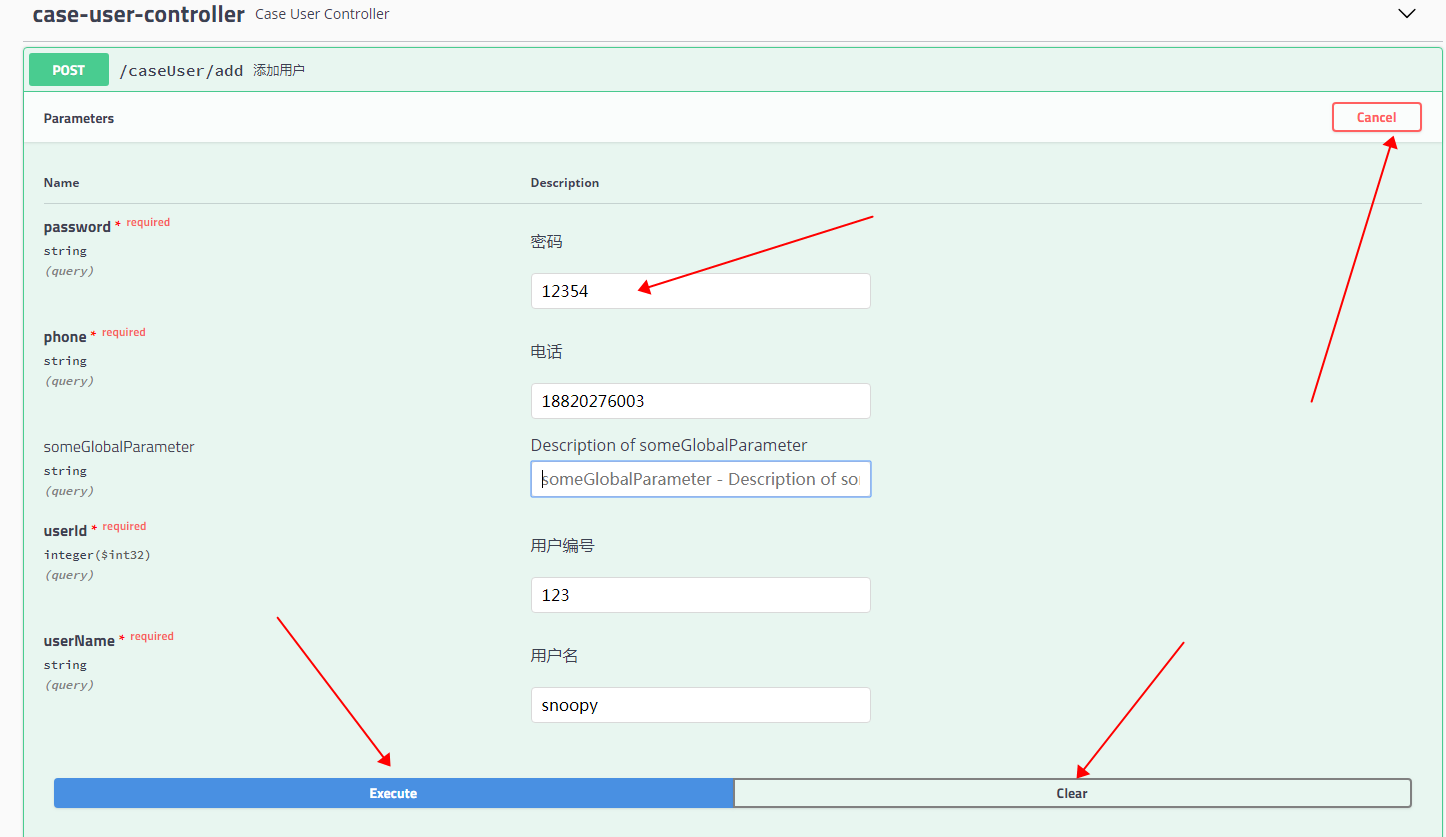 case-user-controller Case User Controller
POST /caseUser/add 添加用户
Parameters Cancel
Name Description
password * required
string
(query)
密码
12354
phone * required
string
(query)
电话
18820276003
someGlobalParameter
string
(query)
Description of someGlobalParameter
someGlobalParameter - Description of so
userId * required
integer($int32)
(query)
用户编号
123
userName * required
string
(query)
用户名
snoopy
Execute Clear